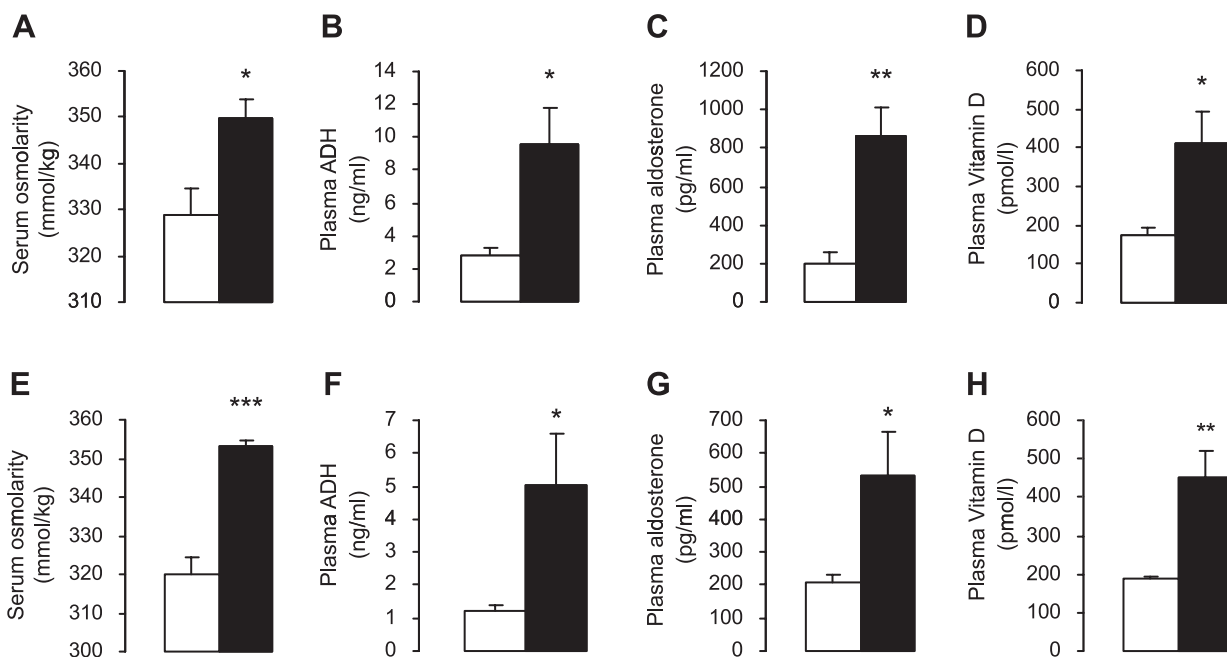 A
Serum osmolarity
(mmol/kg)
360
350
340
330
320
310
*
B
Plasma ADH
(ng/ml)
14
12
10
8
6
4
2
0
*
C
Plasma aldosterone
(pg/ml)
1200
1000
800
600
400
200
0
**
D
Plasma Vitamin D
(pmol/l)
600
500
400
300
200
100
0
*
E
Serum osmolarity
(mmol/kg)
360
350
340
330
320
310
300
***
F
Plasma ADH
(ng/ml)
7
6
5
4
3
2
1
0
*
G
Plasma aldosterone
(pg/ml)
700
600
500
400
300
200
100
0
*
H
Plasma Vitamin D
(pmol/l)
600
500
400
300
200
100
0
**